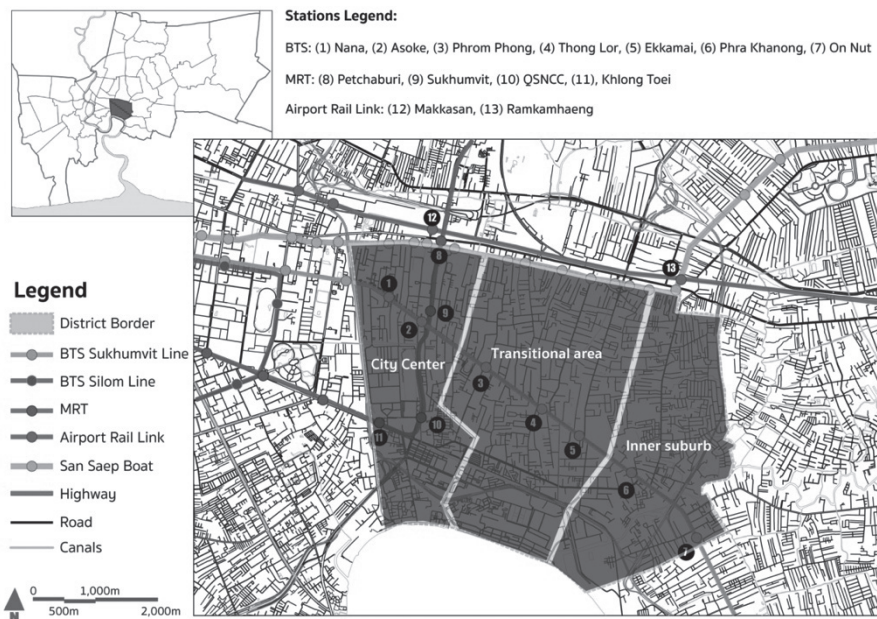 Stations Legend:
BTS: (1) Nana, (2) Asoke, (3) Phrom Phong, (4) Thong Lor, (5) Ekkamai, (6) Phra Khanong, (7) On Nut
MRT: (8) Petchaburi, (9) Sukhumvit, (10) QSNCC, (11), Khlong Toei
Airport Rail Link: (12) Makkasan, (13) Ramkamhaeng
12
13
8
1
9
2
City Center
Transitional area
3
10
4
11
5
Inner suburb
6
7
Legend
District Border
BTS Sukhumvit Line
BTS Silom Line
MRT
Airport Rail Link
San Saep Boat
Highway
Road
Canals
0 1,000m
500m 2,000m
N